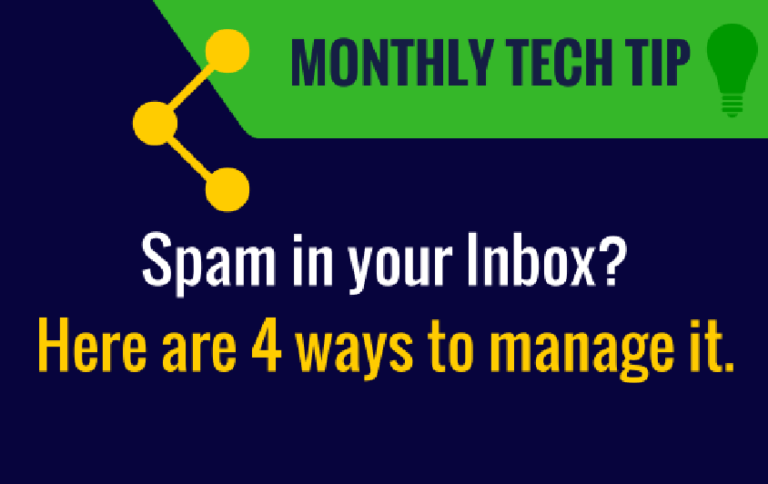 MONTHLY TECH TIP
Spam in your Inbox?
Here are 4 ways to manage it.